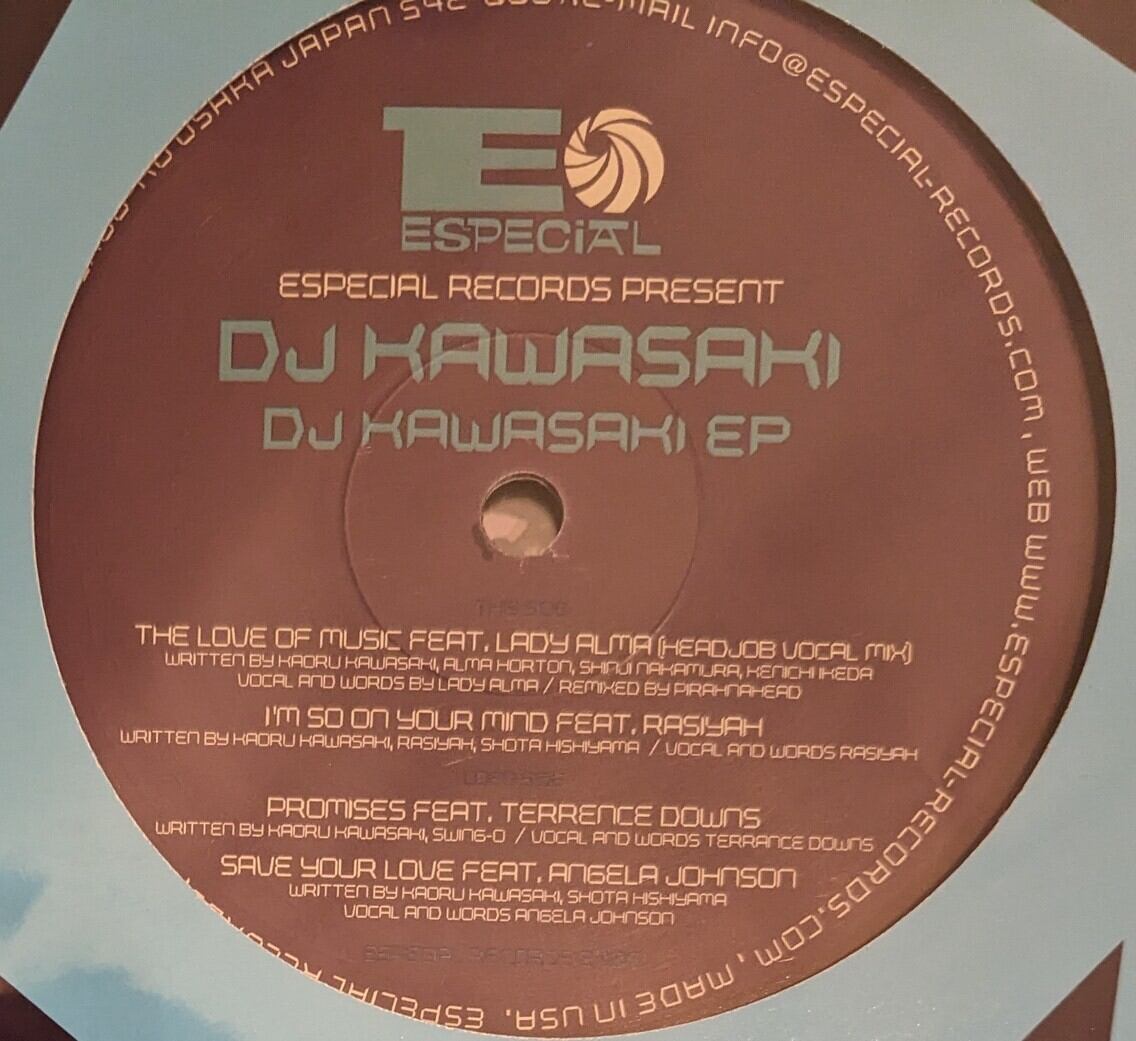 JAPAN 542
E-MAIL INFO@ESPECIAL-RECORDS.COM, WEB WWW.ESPECIAL-RECORDS.COM, MADE IN USA. ESPECIAL
OSAKA
ESPECIAL
ESPECIAL RECORDS PRESENT
DJ KAWASAKI
DJ KAWASAKI EP
THIS SIDE
THE LOVE OF MUSIC FEAT. LADY ALMA (HEADJOB VOCAL MIX)
WRITTEN BY KAORU KAWASAKI, ALMA HORTON, SHINJI NAKAMURA, KENICHI IKEDA
VOCAL AND WORDS BY LADY ALMA / REMIXED BY PIRAHNAHEAD
I'M SO ON YOUR MIND FEAT. RASIYAH
WRITTEN BY KAORU KAWASAKI, RASIYAH, SHOTA HISHIYAMA / VOCAL AND WORDS RASIYAH
PROMISES FEAT. TERRENCE DOWNS
WRITTEN BY KAORU KAWASAKI, SWING-O / VOCAL AND WORDS TERRANCE DOWNS
SAVE YOUR LOVE FEAT. ANGELA JOHNSON
WRITTEN BY KAORU KAWASAKI, SHOTA HISHIYAMA
VOCAL AND WORDS ANGELA JOHNSON